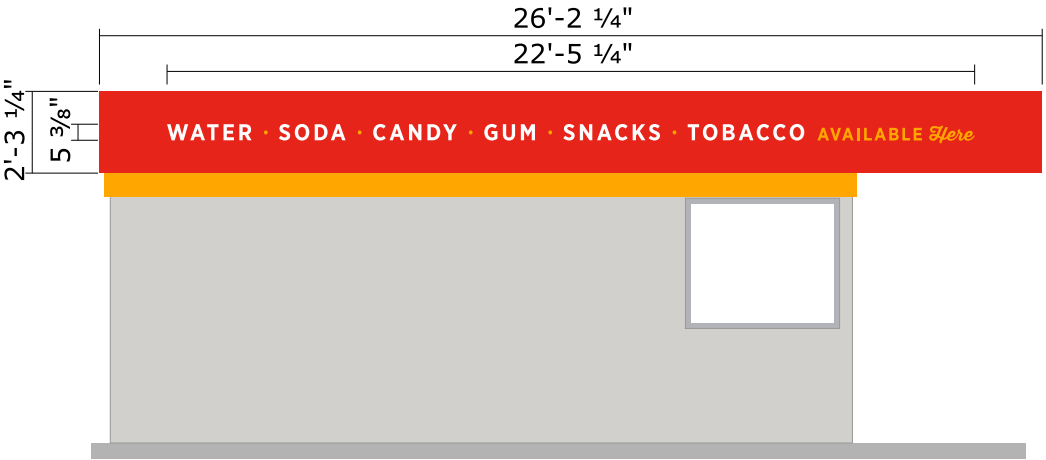 26'-2 ¼"
22'-5 ¼"
2'-3 ¼"
5 ⅜"
WATER · SODA · CANDY · GUM · SNACKS · TOBACCO AVAILABLE Here